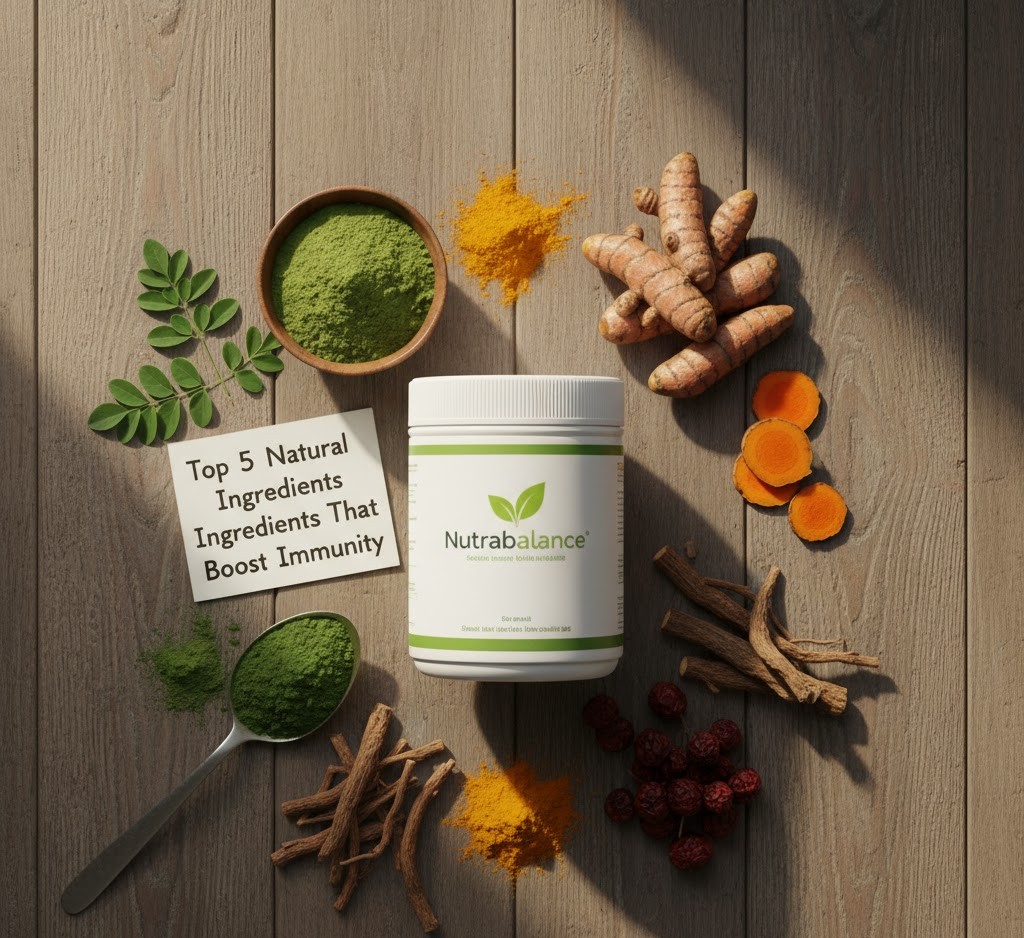 Top 5 Natural
Ingredients
Ingredients That
Boost Immunity
Nutrabalance®